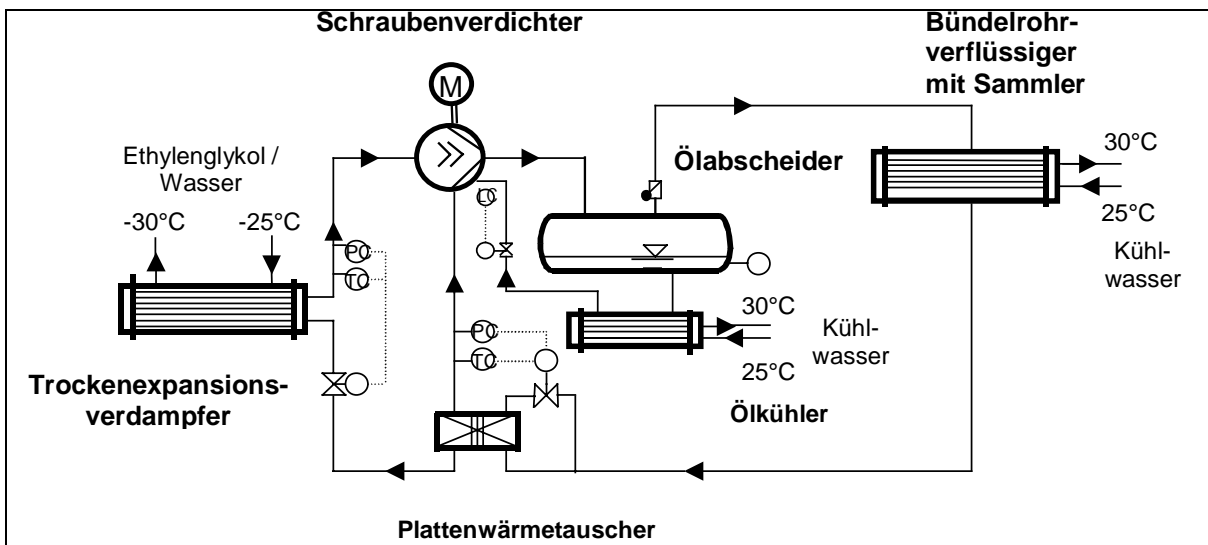 Schraubenverdichter
Bündelrohr-
verflüssiger
mit Sammler
M
Ethylenglykol /
Wasser
-30°C
-25°C
Ölabscheider
30°C
25°C
Kühl-
wasser
LC
PC
TC
PC
TC
30°C
25°C
Kühl-
wasser
Ölkühler
Trockenexpansions-
verdampfer
Plattenwärmetauscher